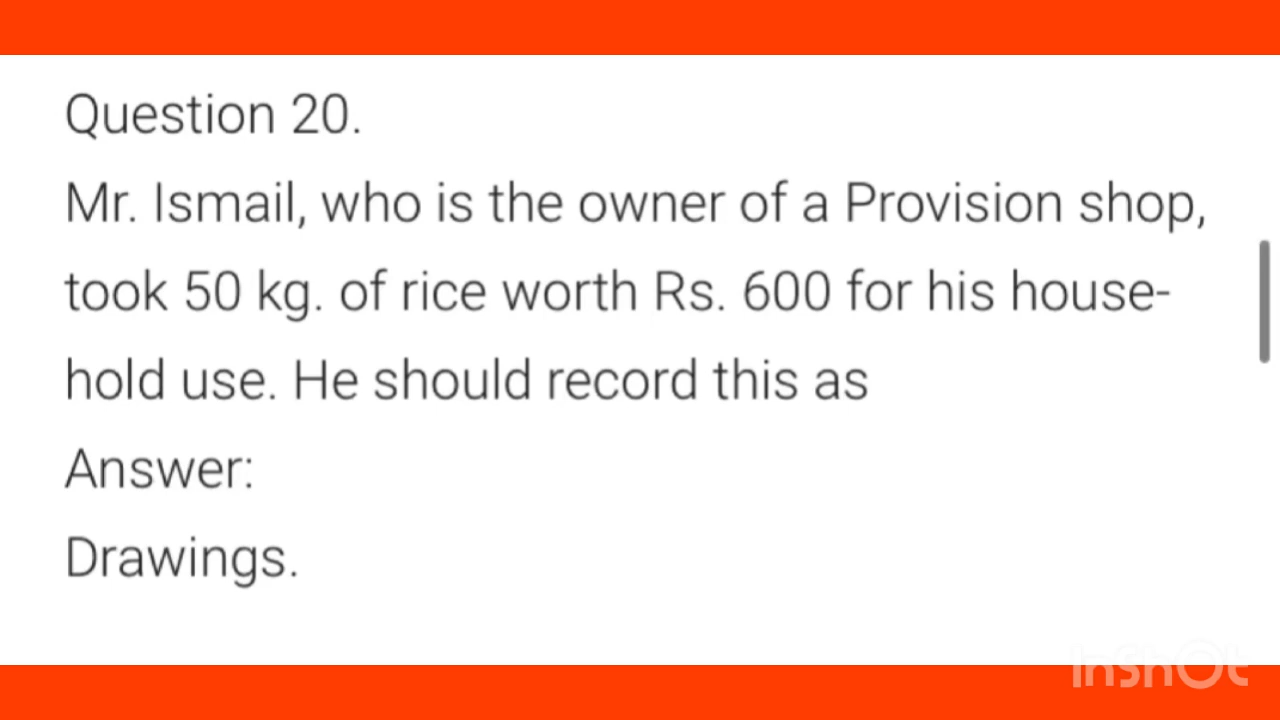 Question 20.
Mr. Ismail, who is the owner of a Provision shop,
took 50 kg. of rice worth Rs. 600 for his house-
hold use. He should record this as
Answer:
Drawings.
InShOt